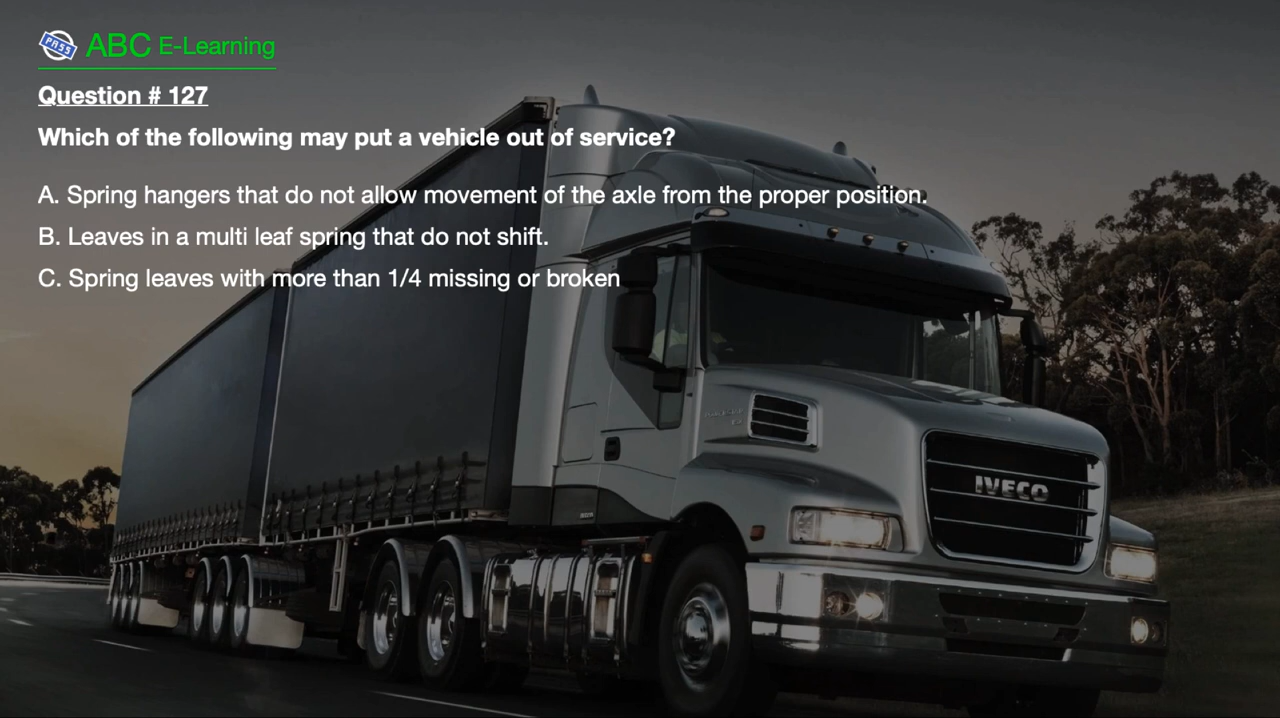 PASS ABC E-Learning
Question # 127
Which of the following may put a vehicle out of service?
A. Spring hangers that do not allow movement of the axle from the proper position.
B. Leaves in a multi leaf spring that do not shift.
C. Spring leaves with more than 1/4 missing or broken
IVECO